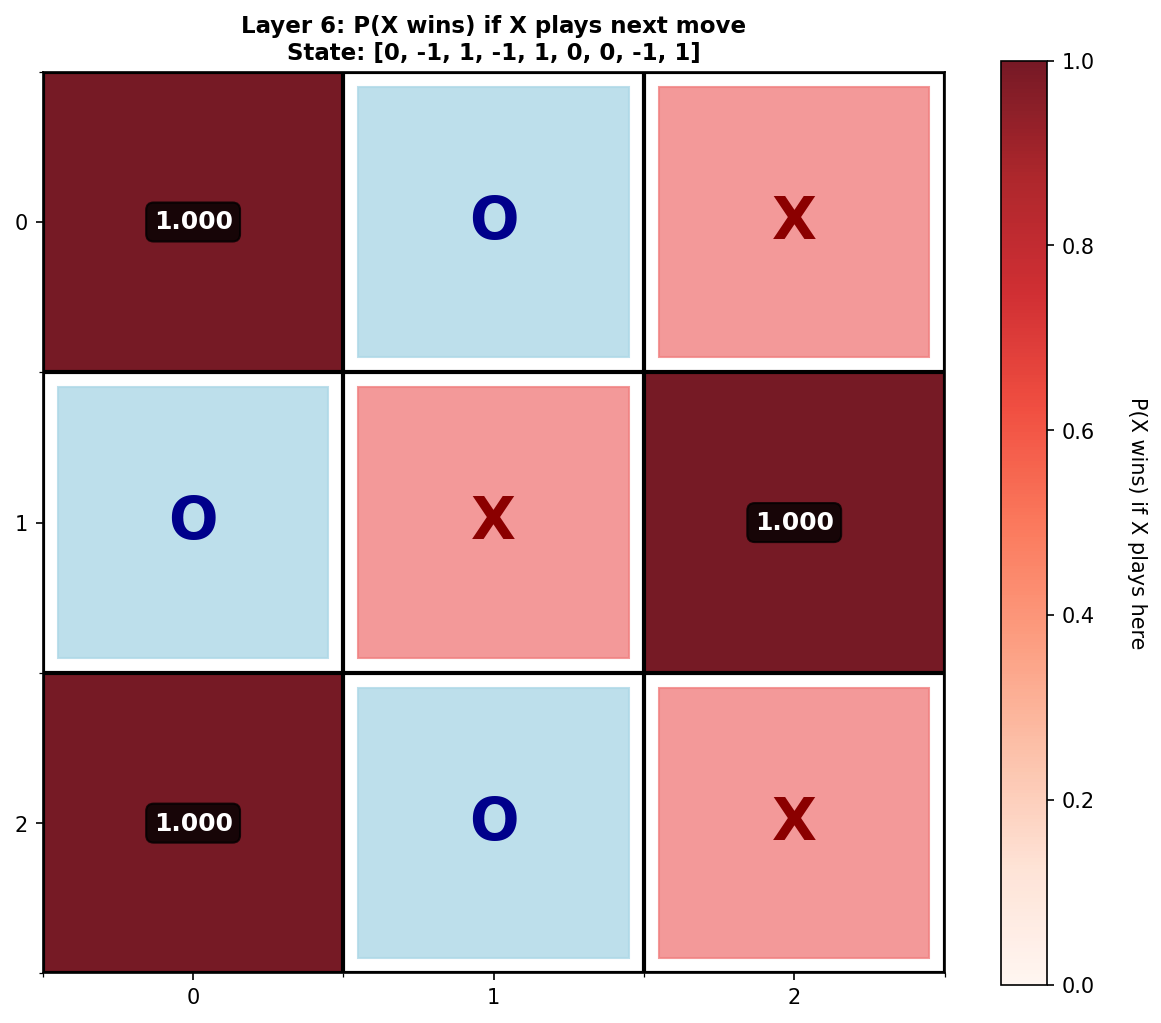 Layer 6: P(X wins) if X plays next move
State: [0, -1, 1, -1, 1, 0, 0, -1, 1]
1.0
0.8
0.6
0.4
0.2
0.0
P(X wins) if X plays here
0
1.000
O
X
1
O
X
1.000
2
1.000
O
X
0
1
2